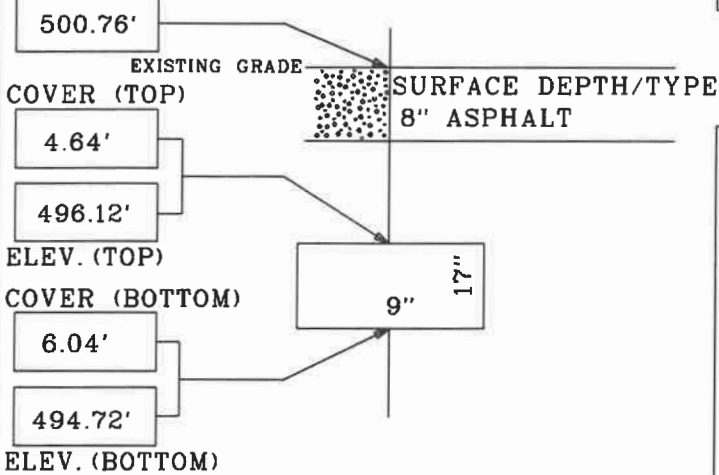 500.76'
EXISTING GRADE
SURFACE DEPTH/TYPE
8" ASPHALT
COVER (TOP)
4.64'
496.12'
ELEV. (TOP)
9"
17"
COVER (BOTTOM)
6.04'
494.72'
ELEV. (BOTTOM)